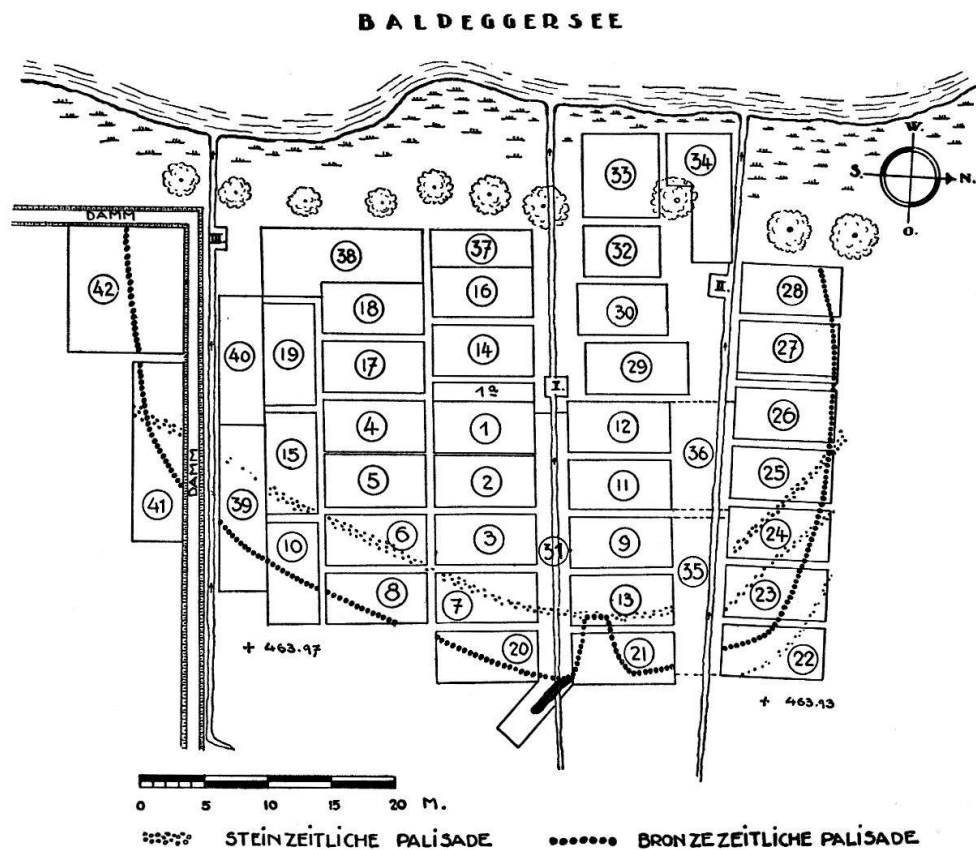 BALDEGGERSEE
W.
S. N.
O.
33 34
DAMM
III.
38 37 32
42 18 16 30 II. 28
40 19 17 14 29 27
1a I.
4 1 12 26
15 5 2 11 36 25
DAMM
41 39 10 6 3 31 9 35 24
8 7 13 23
20 21 22
+ 463.97
+ 463.93
0 5 10 15 20 M.
STEINZEITLICHE PALISADE BRONZEZEITLICHE PALISADE